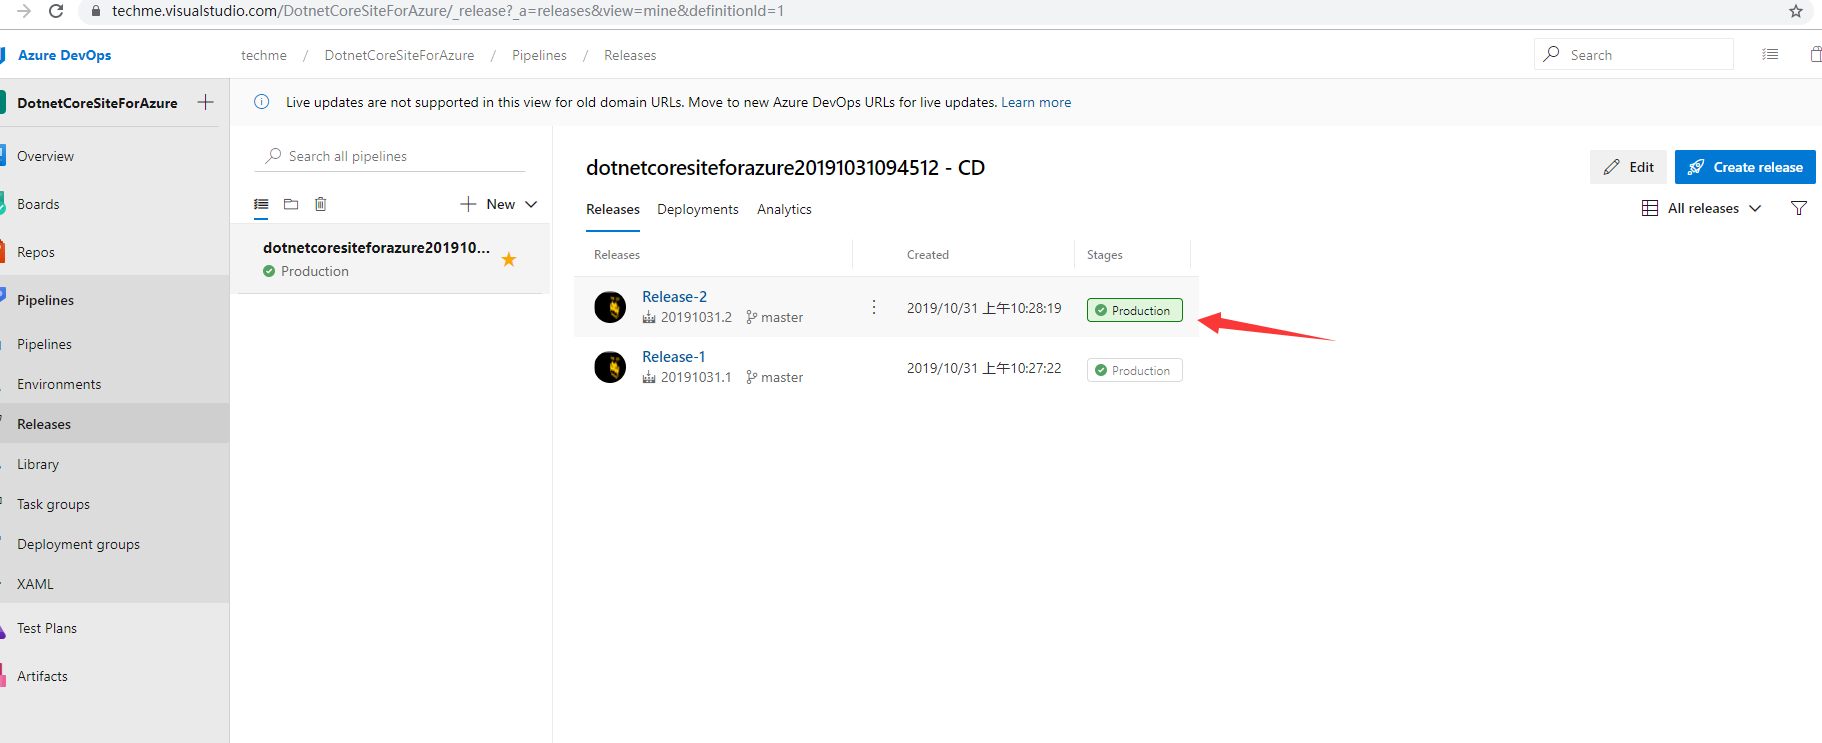 techme.visualstudio.com/DotnetCoreSiteForAzure/_release?_a=releases&view=mine&definitionId=1
Azure DevOps
techme / DotnetCoreSiteForAzure / Pipelines / Releases
Search
DotnetCoreSiteForAzure
Overview
Boards
Repos
Pipelines
Pipelines
Environments
Releases
Library
Task groups
Deployment groups
XAML
Test Plans
Artifacts
Live updates are not supported in this view for old domain URLs. Move to new Azure DevOps URLs for live updates. Learn more
Search all pipelines
New
dotnetcoresiteforazure201910...
Production
dotnetcoresiteforazure20191031094512 - CD
Edit
Create release
Releases Deployments Analytics
All releases
Releases Created Stages
Release-2
20191031.2 master
2019/10/31 上午10:28:19
Production
Release-1
20191031.1 master
2019/10/31 上午10:27:22
Production